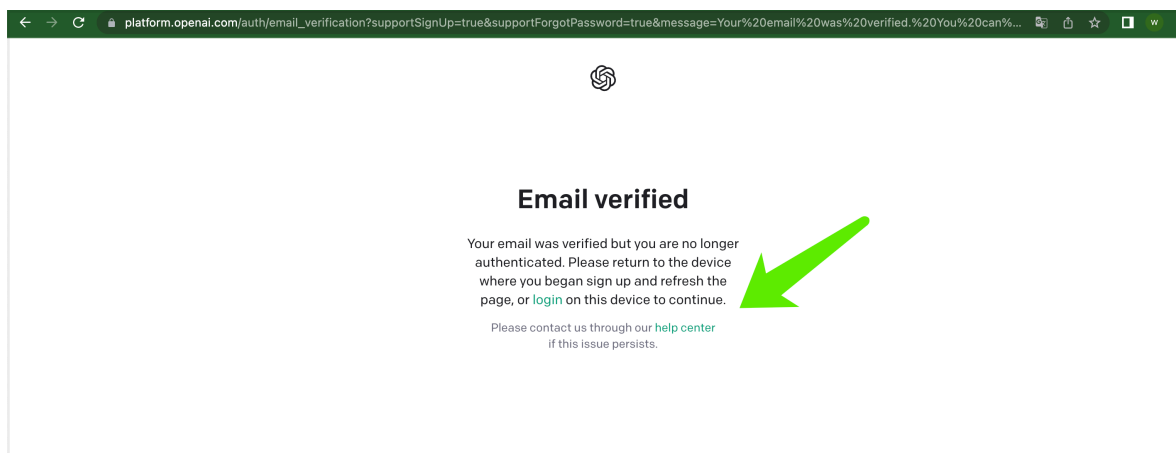 platform.openai.com/auth/email_verification?supportSignUp=true&supportForgotPassword=true&message=Your%20email%20was%20verified.%20You%20can%...
W
Email verified
Your email was verified but you are no longer
authenticated. Please return to the device
where you began sign up and refresh the
page, or login on this device to continue.
Please contact us through our help center
if this issue persists.